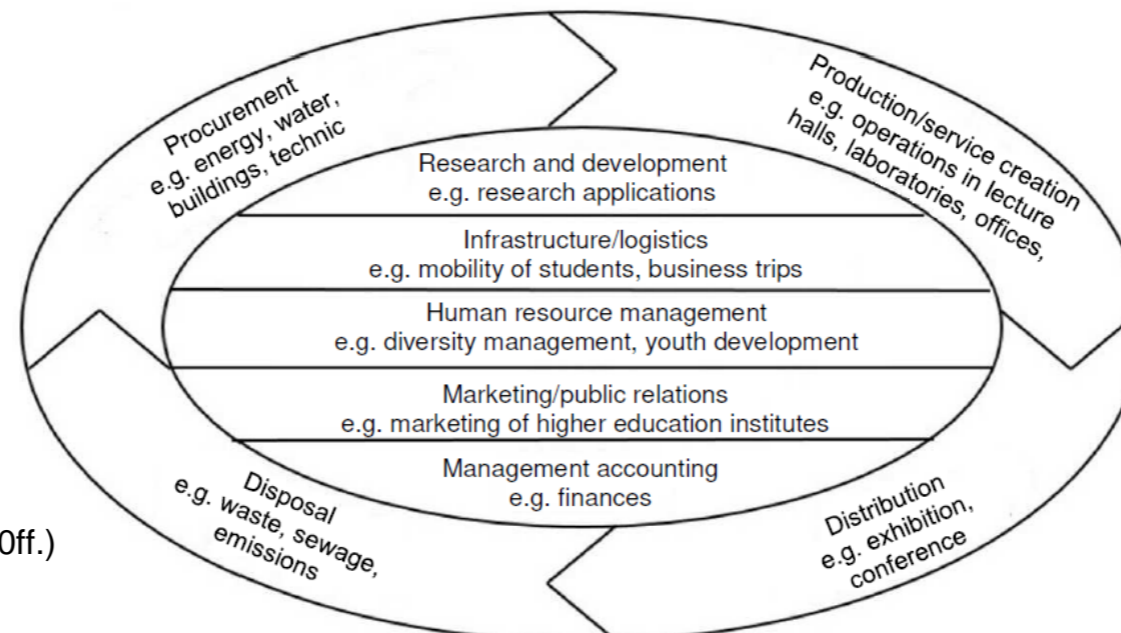 Procurement
e.g. energy, water,
buildings, technic
Production/service creation
e.g. operations in lecture
halls, laboratories, offices,
Research and development
e.g. research applications
Infrastructure/logistics
e.g. mobility of students, business trips
Human resource management
e.g. diversity management, youth development
Marketing/public relations
e.g. marketing of higher education institutes
Management accounting
e.g. finances
Disposal
e.g. waste, sewage,
emissions
Distribution
e.g. exhibition,
conference
0ff.)